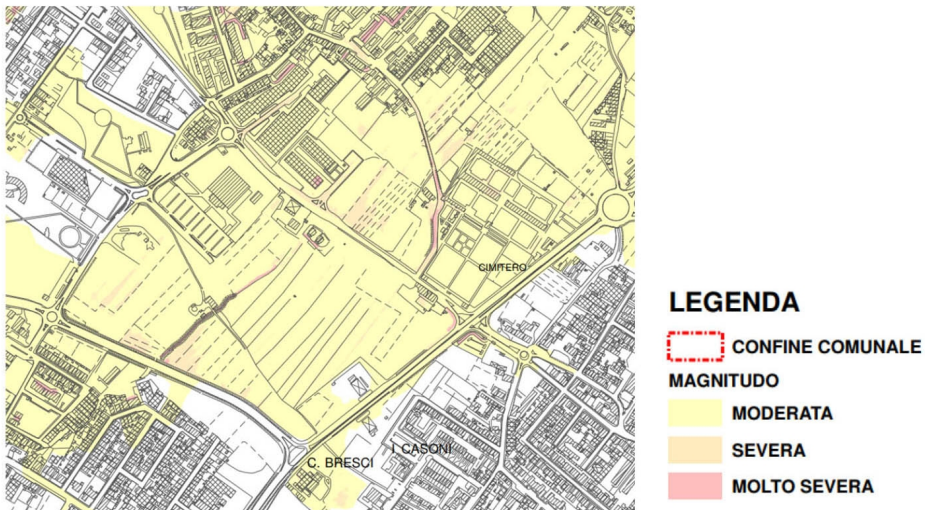 CIMITERO
I CASONI
C. BRESCI
LEGENDA
CONFINE COMUNALE
MAGNITUDO
MODERATA
SEVERA
MOLTO SEVERA